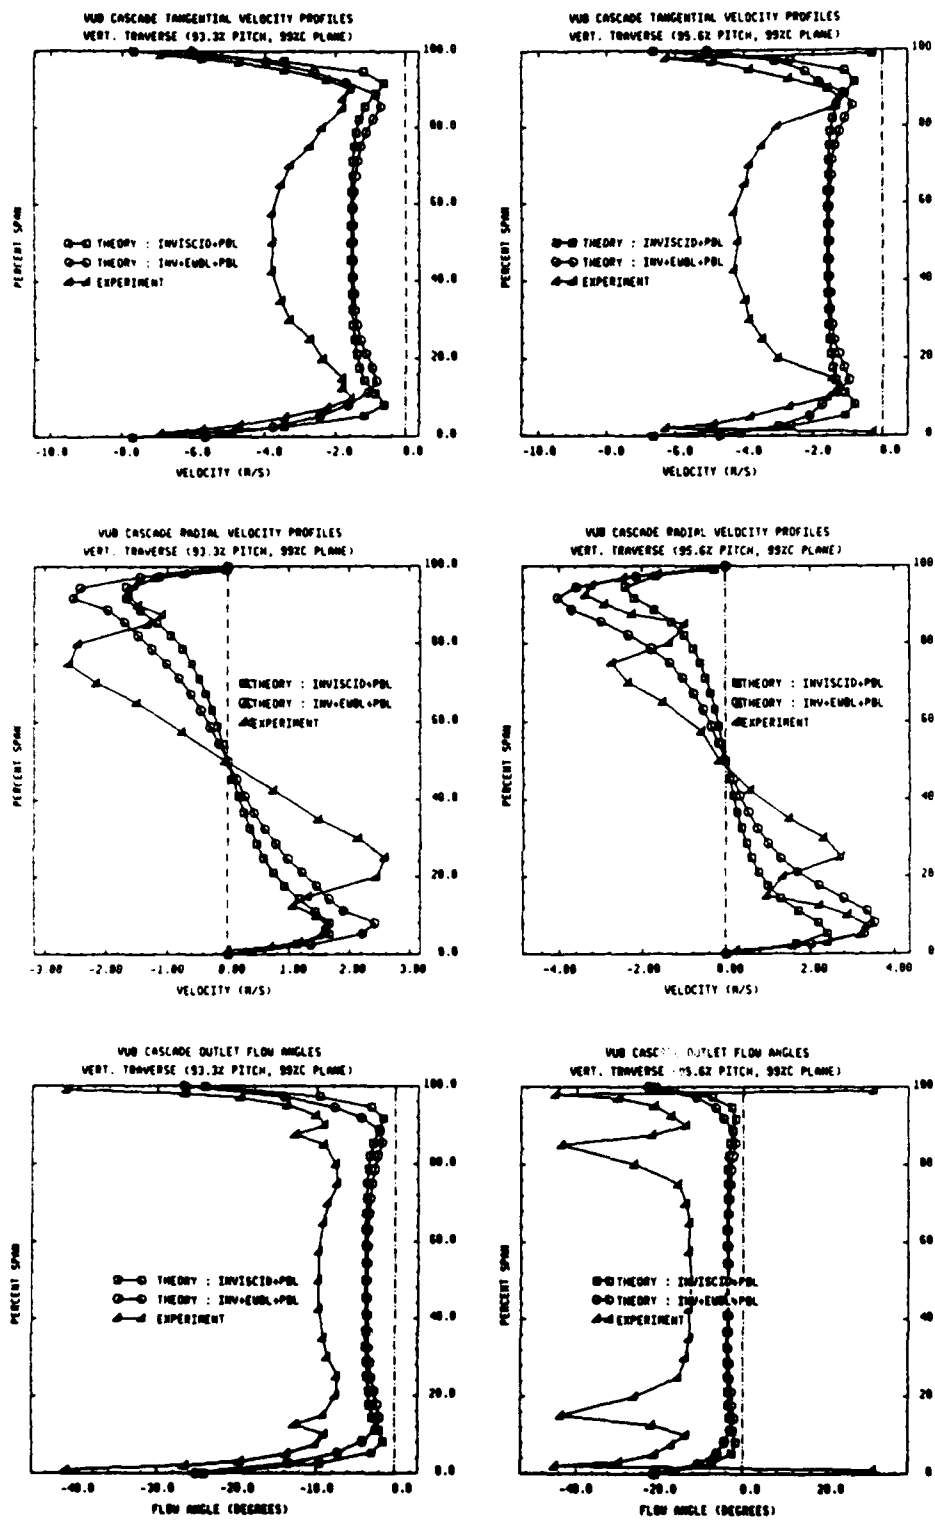 VUB CASCADE TANGENTIAL VELOCITY PROFILES
VERT. TRAVERSE (93.3% PITCH, 99%C PLANE)
100.0
80.0
60.0
40.0
20.0
0.0
PERCENT SPAN
THEORY : INVISCID+PBL
THEORY : INV+EWBL+PBL
EXPERIMENT
-10.0 -8.0 -6.0 -4.0 -2.0 0.0
VELOCITY (M/S)
VUB CASCADE TANGENTIAL VELOCITY PROFILES
VERT. TRAVERSE (95.6% PITCH, 99%C PLANE)
100
80
60
40
20
0
PERCENT SPAN
THEORY : INVISCID+PBL
THEORY : INV+EWBL+PBL
EXPERIMENT
-10.0 -8.0 -6.0 -4.0 -2.0 0.0
VELOCITY (M/S)
VUB CASCADE RADIAL VELOCITY PROFILES
VERT. TRAVERSE (93.3% PITCH, 99%C PLANE)
100.0
80.0
60.0
40.0
20.0
0.0
PERCENT SPAN
THEORY : INVISCID+PBL
THEORY : INV+EWBL+PBL
EXPERIMENT
-3.00 -2.00 -1.00 0.00 1.00 2.00 3.00
VELOCITY (M/S)
VUB CASCADE RADIAL VELOCITY PROFILES
VERT. TRAVERSE (95.6% PITCH, 99%C PLANE)
100
80
60
40
20
0
PERCENT SPAN
THEORY : INVISCID+PBL
THEORY : INV+EWBL+PBL
EXPERIMENT
-4.00 -2.00 0.00 2.00 4.00
VELOCITY (M/S)
VUB CASCADE OUTLET FLOW ANGLES
VERT. TRAVERSE (93.3% PITCH, 99%C PLANE)
100.0
80.0
60.0
40.0
20.0
0.0
PERCENT SPAN
THEORY : INVISCID+PBL
THEORY : INV+EWBL+PBL
EXPERIMENT
-40.0 -30.0 -20.0 -10.0 0.0
FLOW ANGLE (DEGREES)
VUB CASC OUTLET FLOW ANGLES
VERT. TRAVERSE 95.6% PITCH, 99%C PLANE)
100
80
60
40
20
0
PERCENT SPAN
THEORY : INVISCID+PBL
THEORY : INV+EWBL+PBL
EXPERIMENT
-40.0 -20.0 0.0 20.0
FLOW ANGLE (DEGREES)